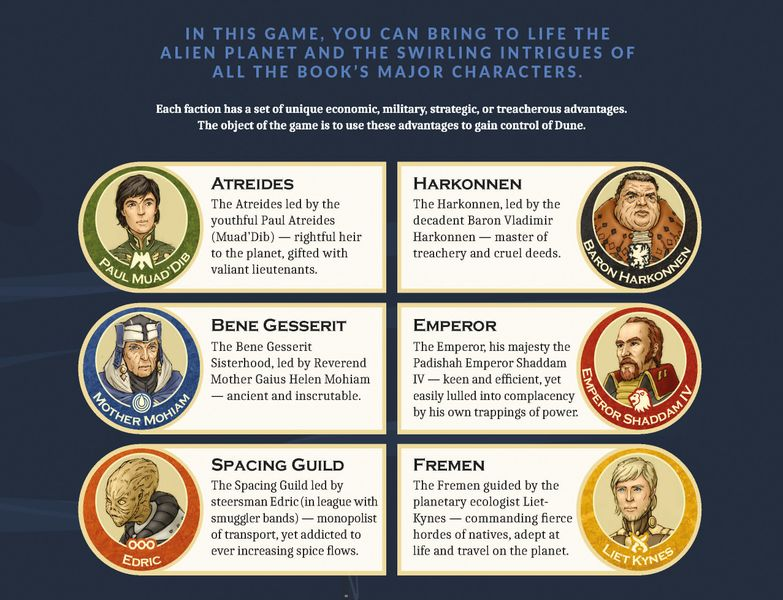 IN THIS GAME, YOU CAN BRING TO LIFE THE
ALIEN PLANET AND THE SWIRLING INTRIGUES OF
ALL THE BOOK'S MAJOR CHARACTERS.
Each faction has a set of unique economic, military, strategic, or treacherous advantages.
The object of the game is to use these advantages to gain control of Dune.
ATREIDES
The Atreides led by the
youthful Paul Atreides
(Muad'Dib) — rightful heir
to the planet, gifted with
valiant lieutenants.
PAUL MUAD'DIB
HARKONNEN
The Harkonnen, led by the
decadent Baron Vladimir
Harkonnen — master of
treachery and cruel deeds.
BARON HARKONNEN
BENE GESSERIT
The Bene Gesserit
Sisterhood, led by Reverend
Mother Gaius Helen Mohiam
— ancient and inscrutable.
MOTHER MOHIAM
EMPEROR
The Emperor, his majesty the
Padishah Emperor Shaddam
IV — keen and efficient, yet
easily lulled into complacency
by his own trappings of power.
EMPEROR SHADDAM IV
SPACING GUILD
The Spacing Guild led by
steersman Edric (in league with
smuggler bands) — monopolist
of transport, yet addicted to
ever increasing spice flows.
EDRIC
FREMEN
The Fremen guided by the
planetary ecologist Liet-
Kynes — commanding fierce
hordes of natives, adept at
life and travel on the planet.
LIET KYNES